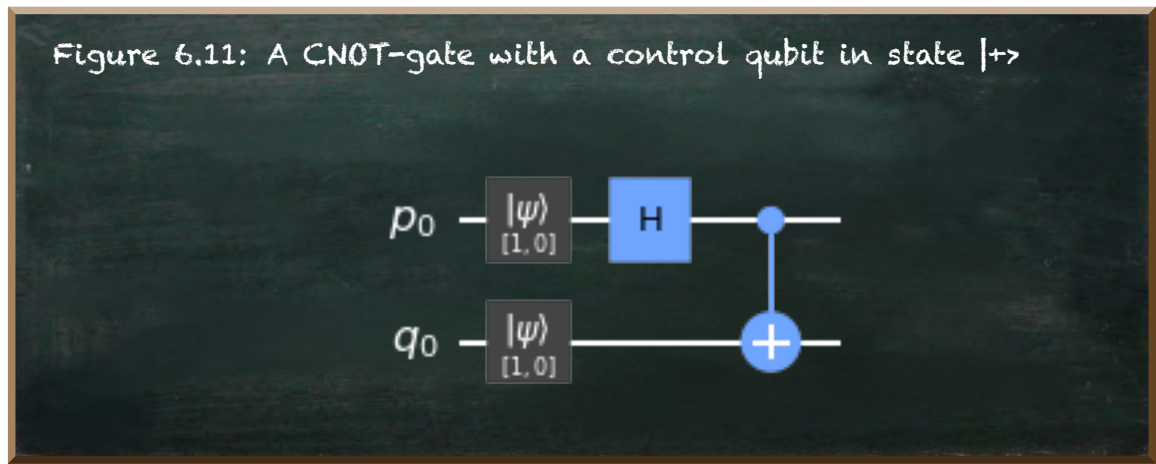 Figure 6.11: A CNOT-gate with a control qubit in state |+>
p₀ |ψ⟩ H
[1, 0]
q₀ |ψ⟩
[1, 0]